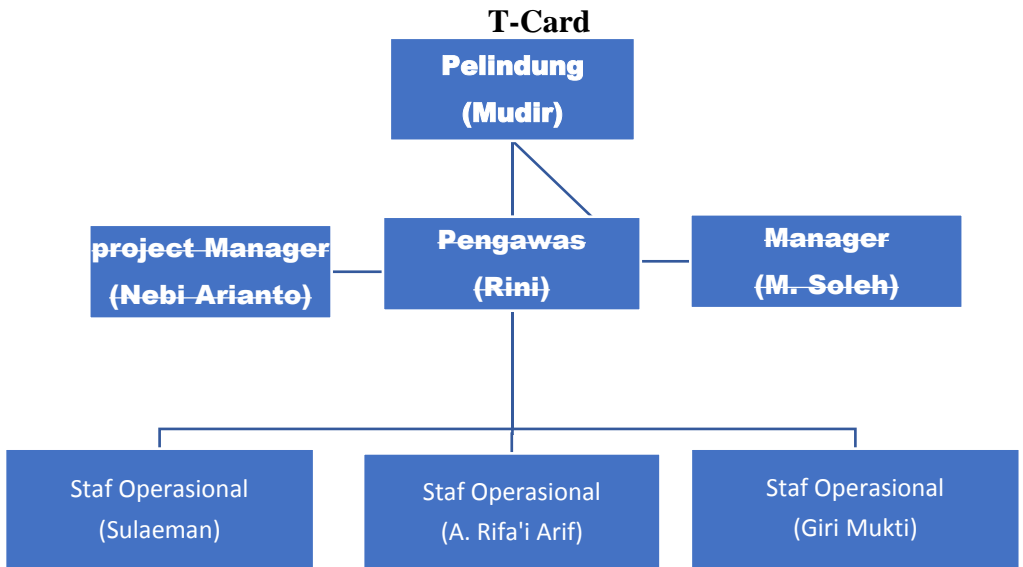 T-Card
Pelindung
(Mudir)
project Manager
(Nebi Arianto)
Pengawas
(Rini)
Manager
(M. Soleh)
Staf Operasional
(Sulaeman)
Staf Operasional
(A. Rifa'i Arif)
Staf Operasional
(Giri Mukti)